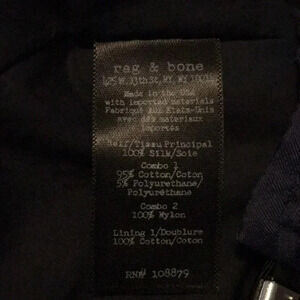 rag & bone
425 W. 13th St, NY, NY 10014
Made in the USA
with imported materials
Fabriqué aux Etats-Unis
avec des materiaux
importés
Self/Tissu Principal
100% Silk/Soie
Combo 1
95% Cotton/Coton
5% Polyurethane/
Polyuréthane
Combo 2
100% Nylon
Lining 1/Doublure
100% Cotton/Coton
RN# 108879